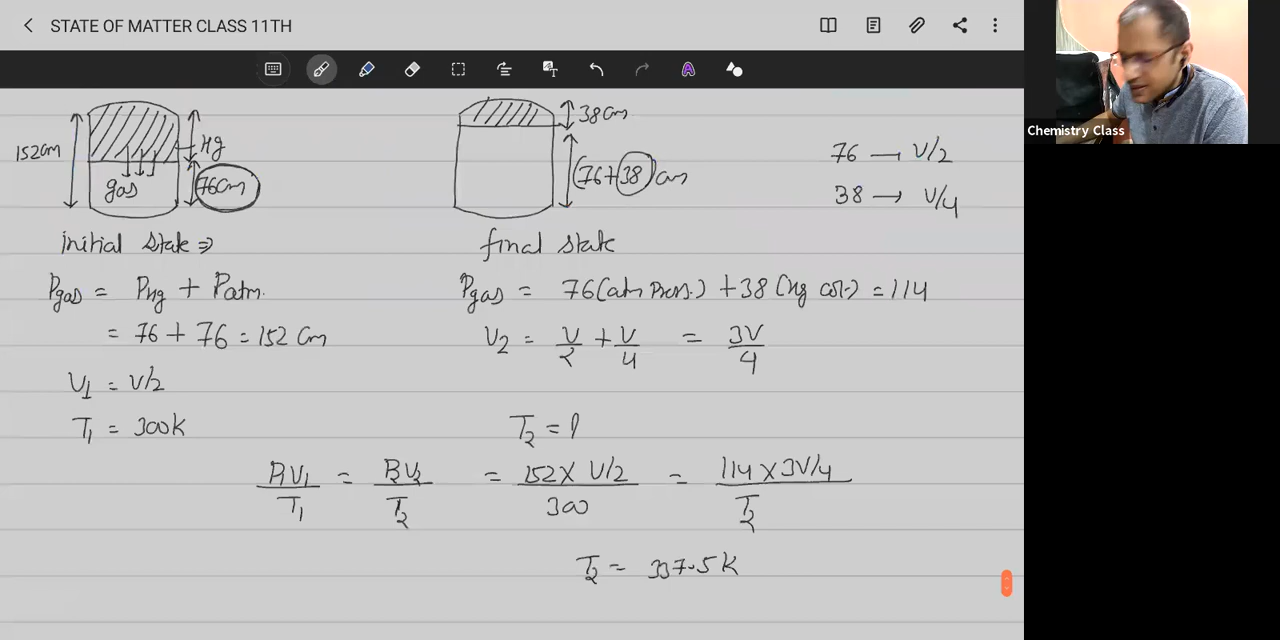 STATE OF MATTER CLASS 11TH
Chemistry Class
152cm
Hg
gas
76cm
38cm
(76+38) cm
76 → V/2
38 → V/4
initial state ⇒
final state
Pgas = PHg + Patm.
= 76 + 76 = 152 cm
V1 = V/2
T1 = 300K
Pgas = 76(atm press.) + 38 (Hg col.) = 114
V2 = V/2 + V/4 = 3V/4
T2 = ?
P1V1/T1 = P2V2/T2 = 152 × V/2 / 300 = 114 × 3V/4 / T2
T2 = 337.5 K